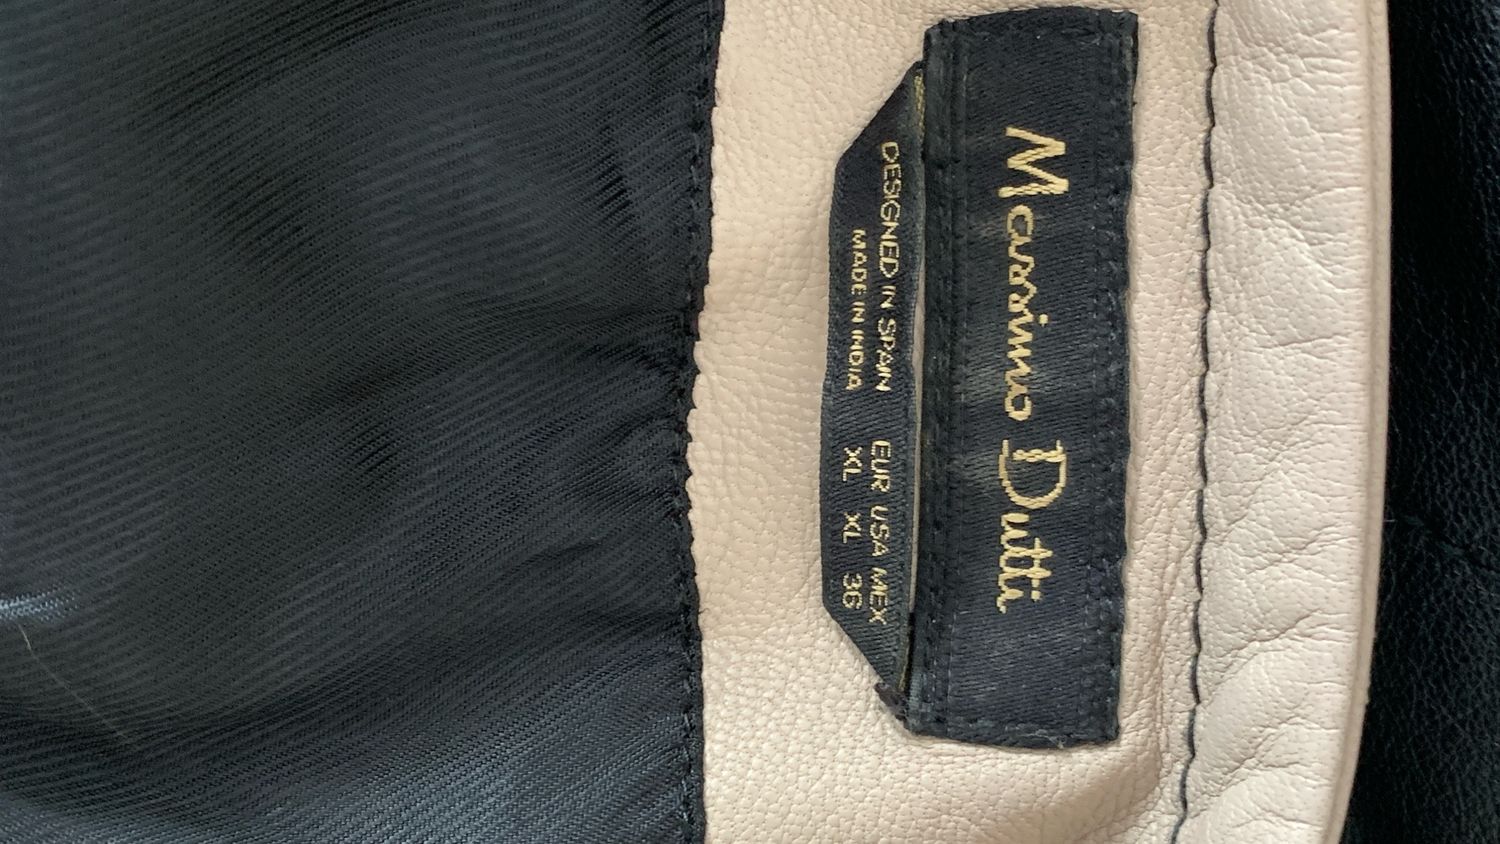 Massimo Dutti
DESIGNED IN SPAIN
MADE IN INDIA
EUR USA MEX
XL XL 36